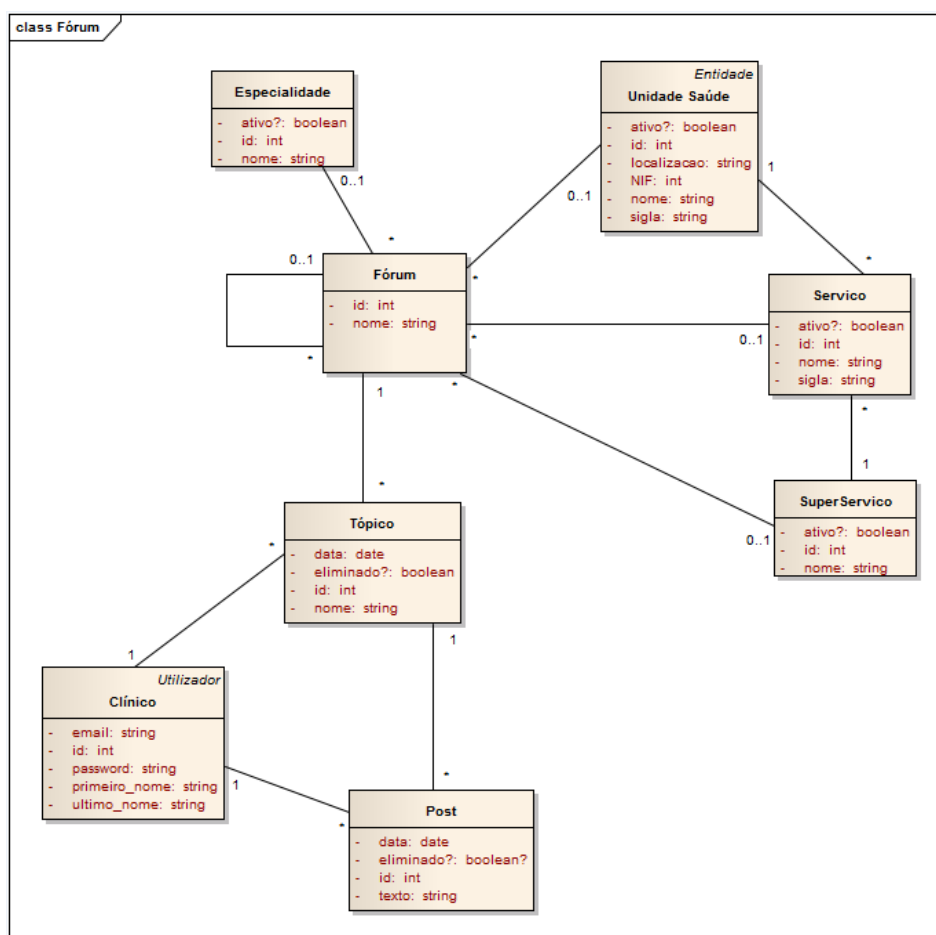 class Fórum
Especialidade
- ativo?: boolean
- id: int
- nome: string
Entidade
Unidade Saúde
- ativo?: boolean
- id: int
- localizacao: string
- NIF: int
- nome: string
- sigla: string
0..1
*
0..1
*
1
*
0..1
*
Fórum
- id: int
- nome: string
*
0..1
Servico
- ativo?: boolean
- id: int
- nome: string
- sigla: string
1
*
*
0..1
*
1
SuperServico
- ativo?: boolean
- id: int
- nome: string
Tópico
- data: date
- eliminado?: boolean
- id: int
- nome: string
*
1
1
*
Utilizador
Clínico
- email: string
- id: int
- password: string
- primeiro_nome: string
- ultimo_nome: string
1
*
Post
- data: date
- eliminado?: boolean?
- id: int
- texto: string